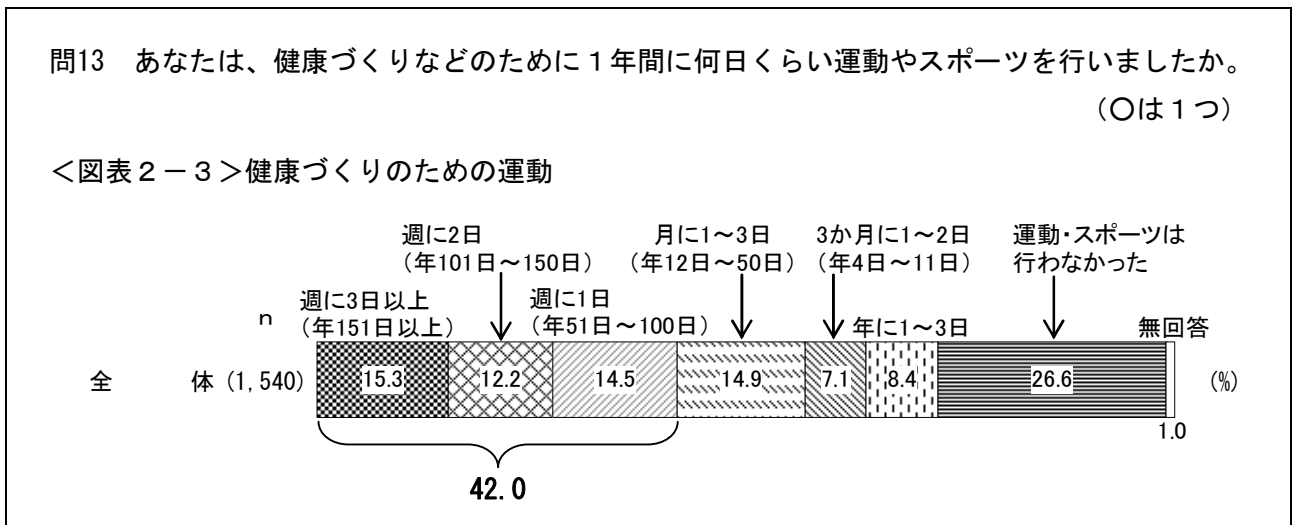 問13　あなたは、健康づくりなどのために１年間に何日くらい運動やスポーツを行いましたか。
（○は１つ）
＜図表２－３＞健康づくりのための運動
週に2日
（年101日～150日）
月に1～3日
（年12日～50日）
3か月に1～2日
（年4日～11日）
運動・スポーツは
行わなかった
n
週に3日以上
（年151日以上）
週に1日
（年51日～100日）
年に1～3日
無回答
全　体 (1,540)
15.3
12.2
14.5
14.9
7.1
8.4
26.6
(%)
1.0
42.0